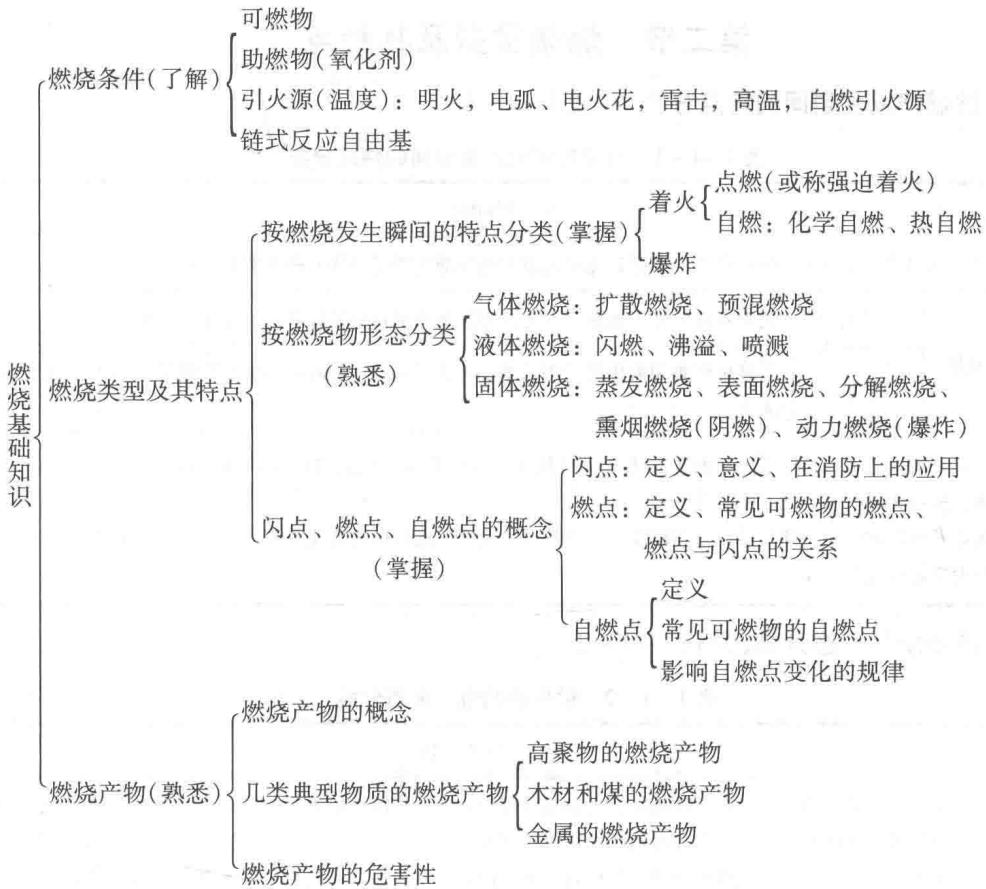 燃烧基础知识
燃烧条件(了解)
可燃物
助燃物(氧化剂)
引火源(温度)：明火，电弧、电火花，雷击，高温，自燃引火源
链式反应自由基
燃烧类型及其特点
按燃烧发生瞬间的特点分类(掌握)
着火
点燃(或称强迫着火)
自燃：化学自燃、热自燃
爆炸
按燃烧物形态分类
(熟悉)
气体燃烧：扩散燃烧、预混燃烧
液体燃烧：闪燃、沸溢、喷溅
固体燃烧：蒸发燃烧、表面燃烧、分解燃烧、
熏烟燃烧(阴燃)、动力燃烧(爆炸)
闪点、燃点、自燃点的概念
(掌握)
闪点：定义、意义、在消防上的应用
燃点：定义、常见可燃物的燃点、
燃点与闪点的关系
自燃点
定义
常见可燃物的自燃点
影响自燃点变化的规律
燃烧产物(熟悉)
燃烧产物的概念
几类典型物质的燃烧产物
高聚物的燃烧产物
木材和煤的燃烧产物
金属的燃烧产物
燃烧产物的危害性